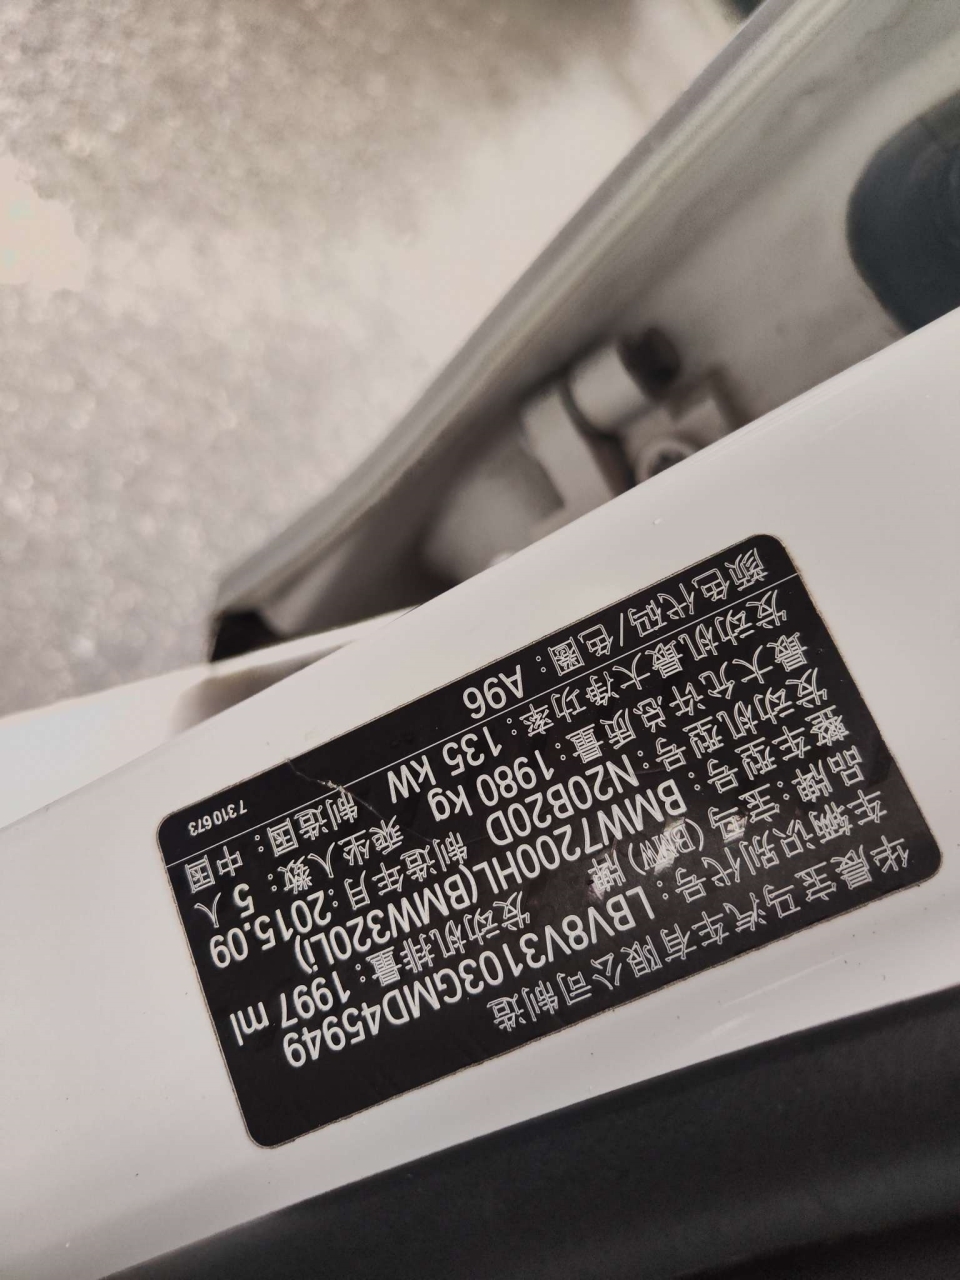 华晨宝马汽车有限公司制造
车辆识别代号：LBV8V3103GMD45949
品牌：宝马(BMW)牌 发动机排量：1997 ml
整车型号：BMW7200HL(BMW320Li)
发动机型号：N20B20D 制造年月：2015.09
最大允许总质量：1980 kg 乘坐人数：5 人
发动机最大净功率：135 kW 制造国：中国
颜色代码/色圈：A96 7310673